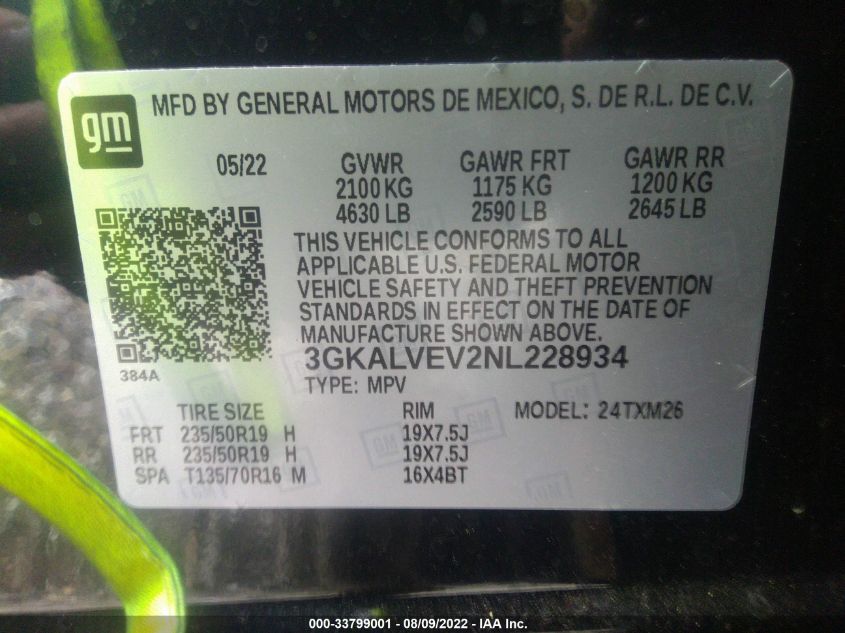 gm MFD BY GENERAL MOTORS DE MEXICO, S. DE R.L. DE C.V.
05/22 GVWR GAWR FRT GAWR RR
2100 KG 1175 KG 1200 KG
4630 LB 2590 LB 2645 LB
THIS VEHICLE CONFORMS TO ALL
APPLICABLE U.S. FEDERAL MOTOR
VEHICLE SAFETY AND THEFT PREVENTION
STANDARDS IN EFFECT ON THE DATE OF
MANUFACTURE SHOWN ABOVE.
3GKALVEV2NL228934
384A TYPE: MPV
TIRE SIZE RIM MODEL: 24TXM26
FRT 235/50R19 H 19X7.5J
RR 235/50R19 H 19X7.5J
SPA T135/70R16 M 16X4BT
000-33799001 - 08/09/2022 - IAA Inc.